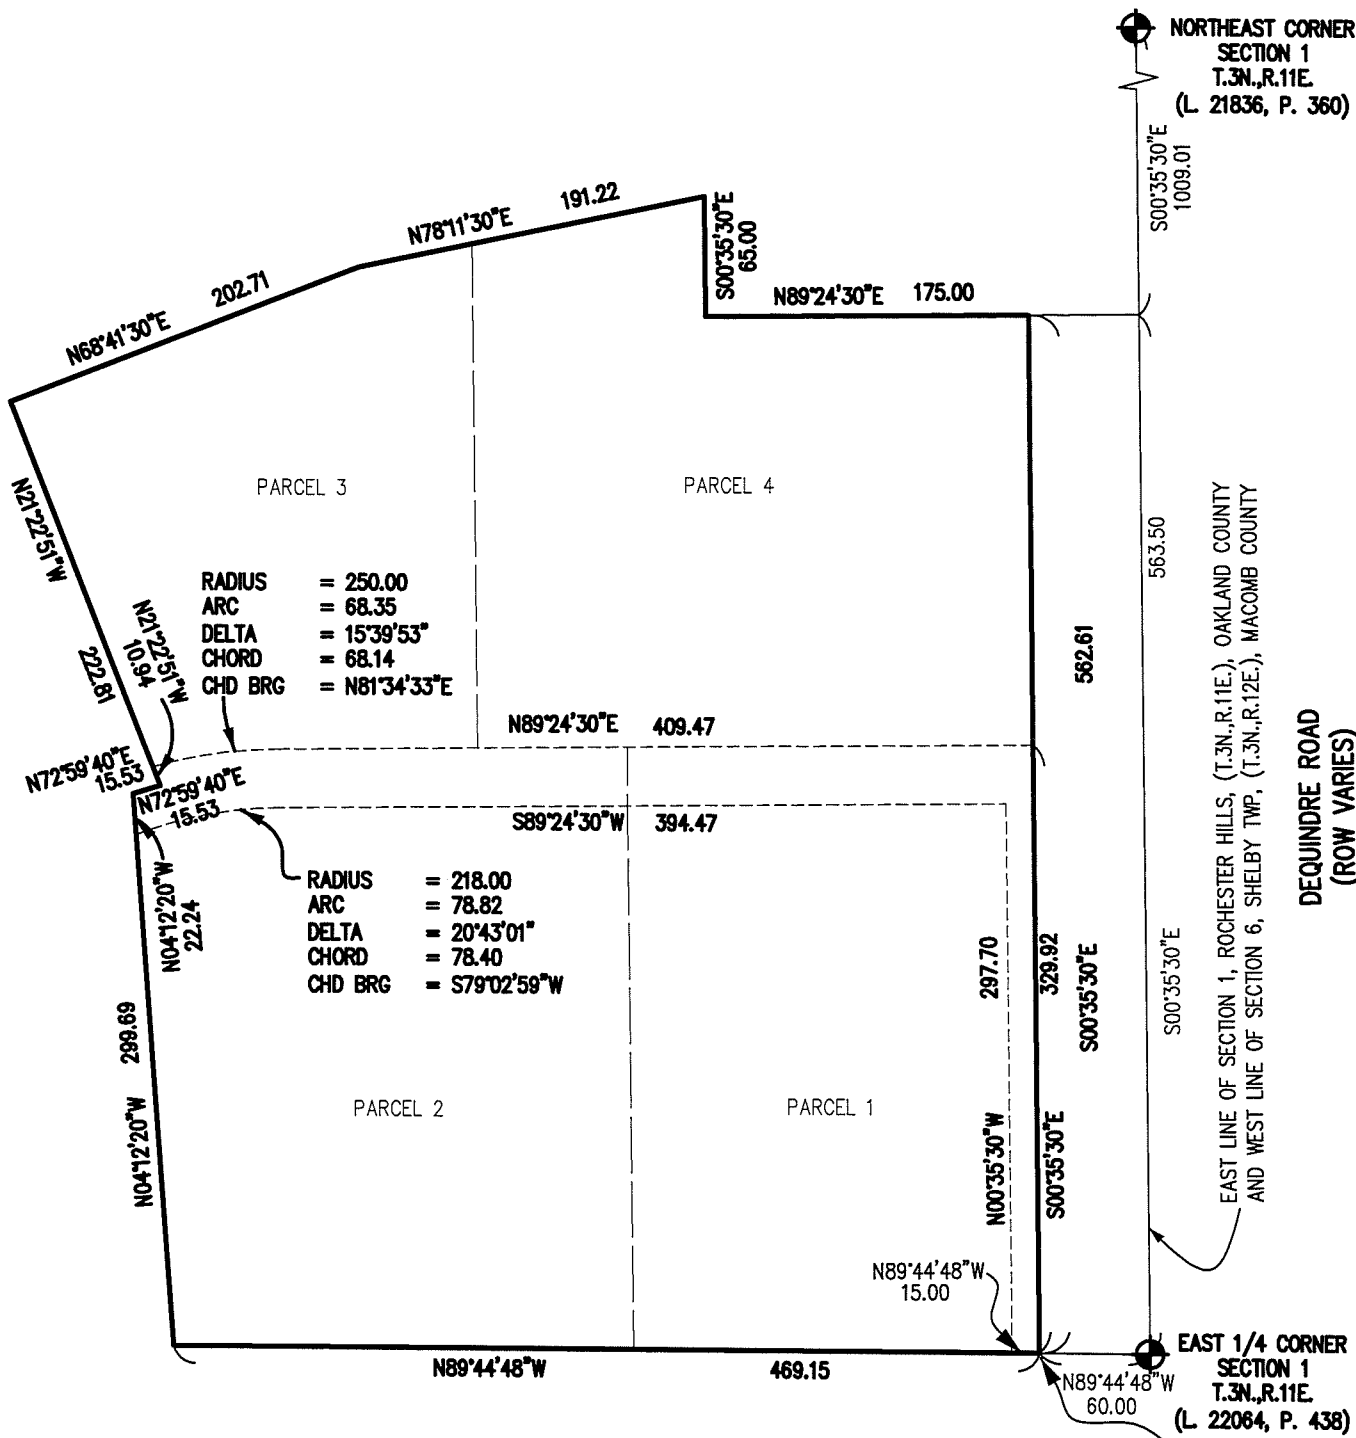 NORTHEAST CORNER
SECTION 1
T.3N.,R.11E.
(L. 21836, P. 360)
S00°35'30"E
1009.01
N78°11'30"E 191.22
S00°35'30"E
65.00
N89°24'30"E 175.00
N68°41'30"E 202.71
PARCEL 3
PARCEL 4
N21°22'51"W 222.81
N21°22'51"W
10.94
RADIUS = 250.00
ARC = 68.35
DELTA = 15°39'53"
CHORD = 68.14
CHD BRG = N81°34'33"E
563.50
562.61
N89°24'30"E 409.47
N72°59'40"E
15.53
N72°59'40"E
15.53
S89°24'30"W 394.47
RADIUS = 218.00
ARC = 78.82
DELTA = 20°43'01"
CHORD = 78.40
CHD BRG = S79°02'59"W
N04°12'20"W
22.24
N04°12'20"W 299.69
PARCEL 2
PARCEL 1
N00°35'30"W 297.70
S00°35'30"E 329.92
S00°35'30"E
S00°35'30"E
EAST LINE OF SECTION 1, ROCHESTER HILLS, (T.3N.,R.11E.), OAKLAND COUNTY
AND WEST LINE OF SECTION 6, SHELBY TWP, (T.3N.,R.12E.), MACOMB COUNTY
DEQUINDRE ROAD
(ROW VARIES)
N89°44'48"W
15.00
N89°44'48"W 469.15
N89°44'48"W
60.00
EAST 1/4 CORNER
SECTION 1
T.3N.,R.11E.
(L. 22064, P. 438)